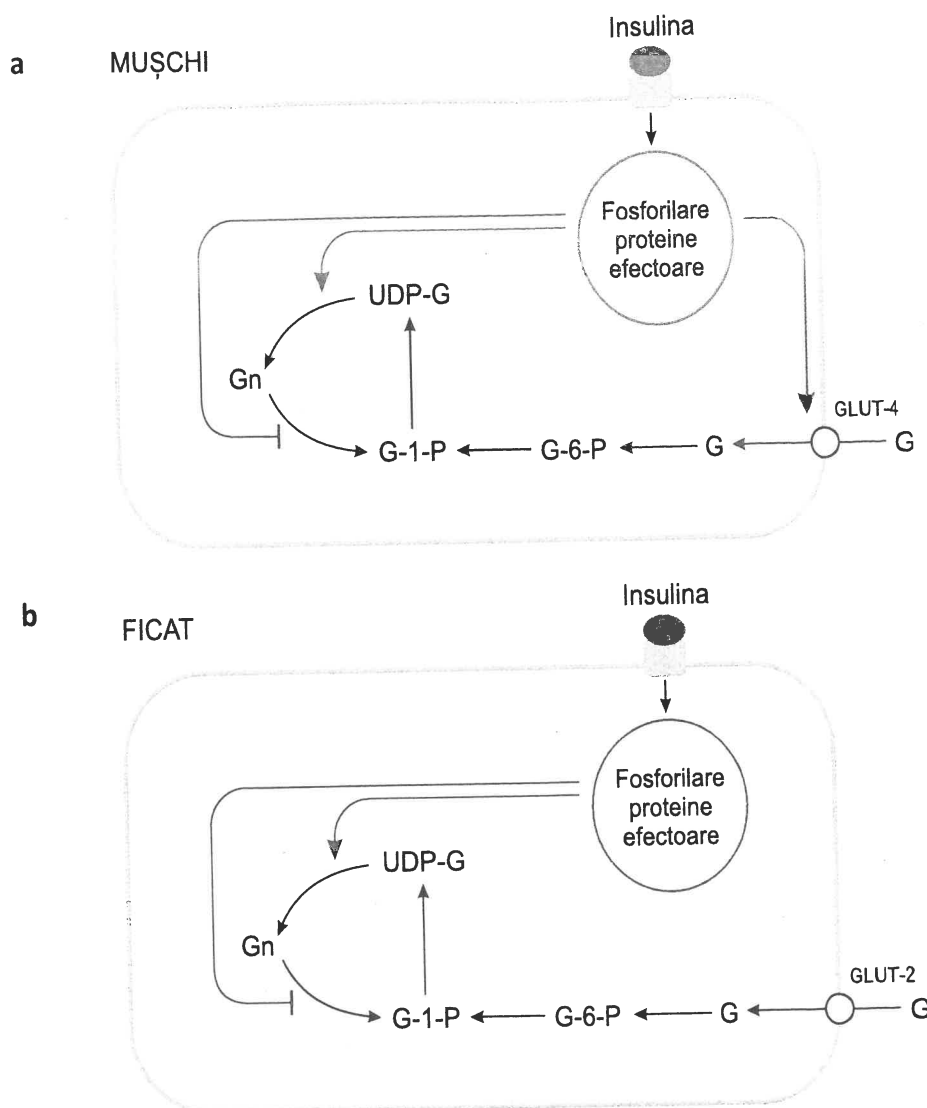 a
MUȘCHI
Insulina
Fosforilare
proteine
efectoare
UDP-G
Gn
GLUT-4
G-1-P
G-6-P
G
G
b
FICAT
Insulina
Fosforilare
proteine
efectoare
UDP-G
Gn
GLUT-2
G-1-P
G-6-P
G
G